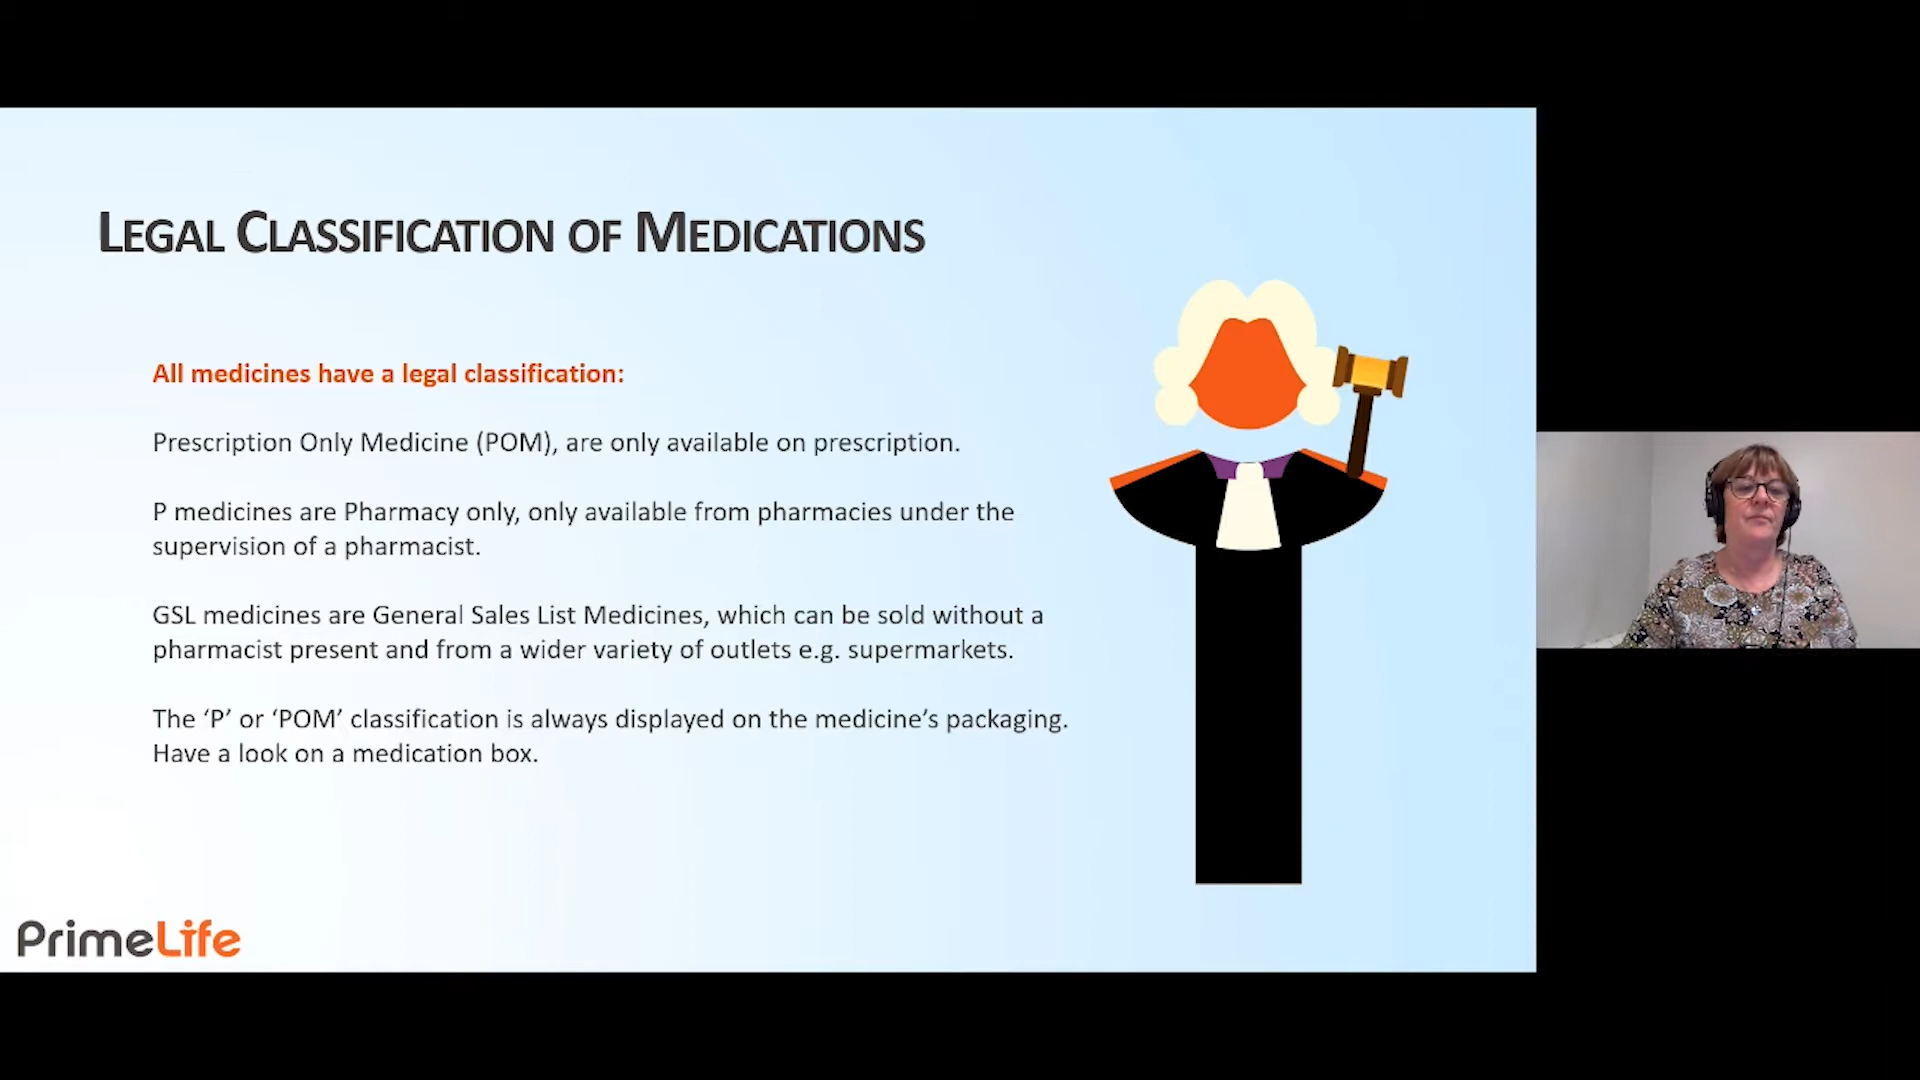 LEGAL CLASSIFICATION OF MEDICATIONS
All medicines have a legal classification:
Prescription Only Medicine (POM), are only available on prescription.
P medicines are Pharmacy only, only available from pharmacies under the
supervision of a pharmacist.
GSL medicines are General Sales List Medicines, which can be sold without a
pharmacist present and from a wider variety of outlets e.g. supermarkets.
The ‘P’ or ‘POM’ classification is always displayed on the medicine’s packaging.
Have a look on a medication box.
PrimeLife